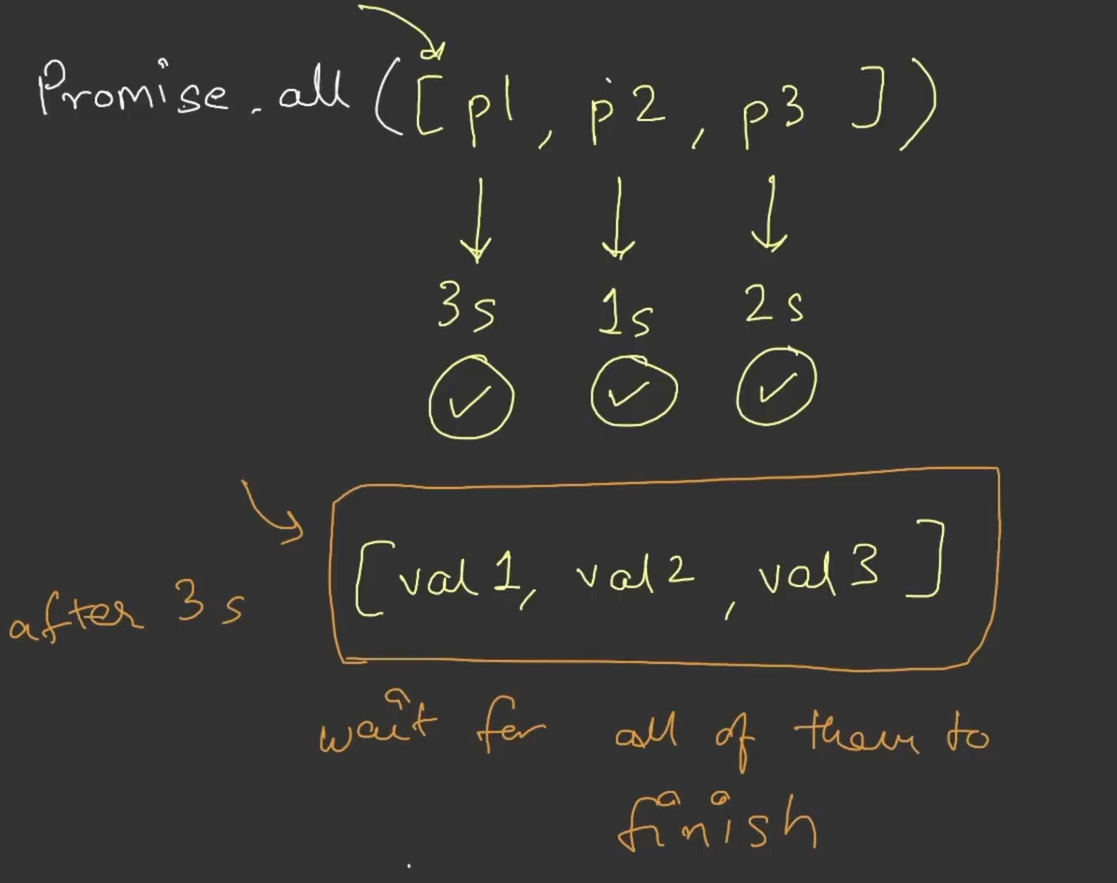 Promise.all([p1, p2, p3])
3s 1s 2s
[val1, val2, val3]
after 3s
wait for all of them to
finish